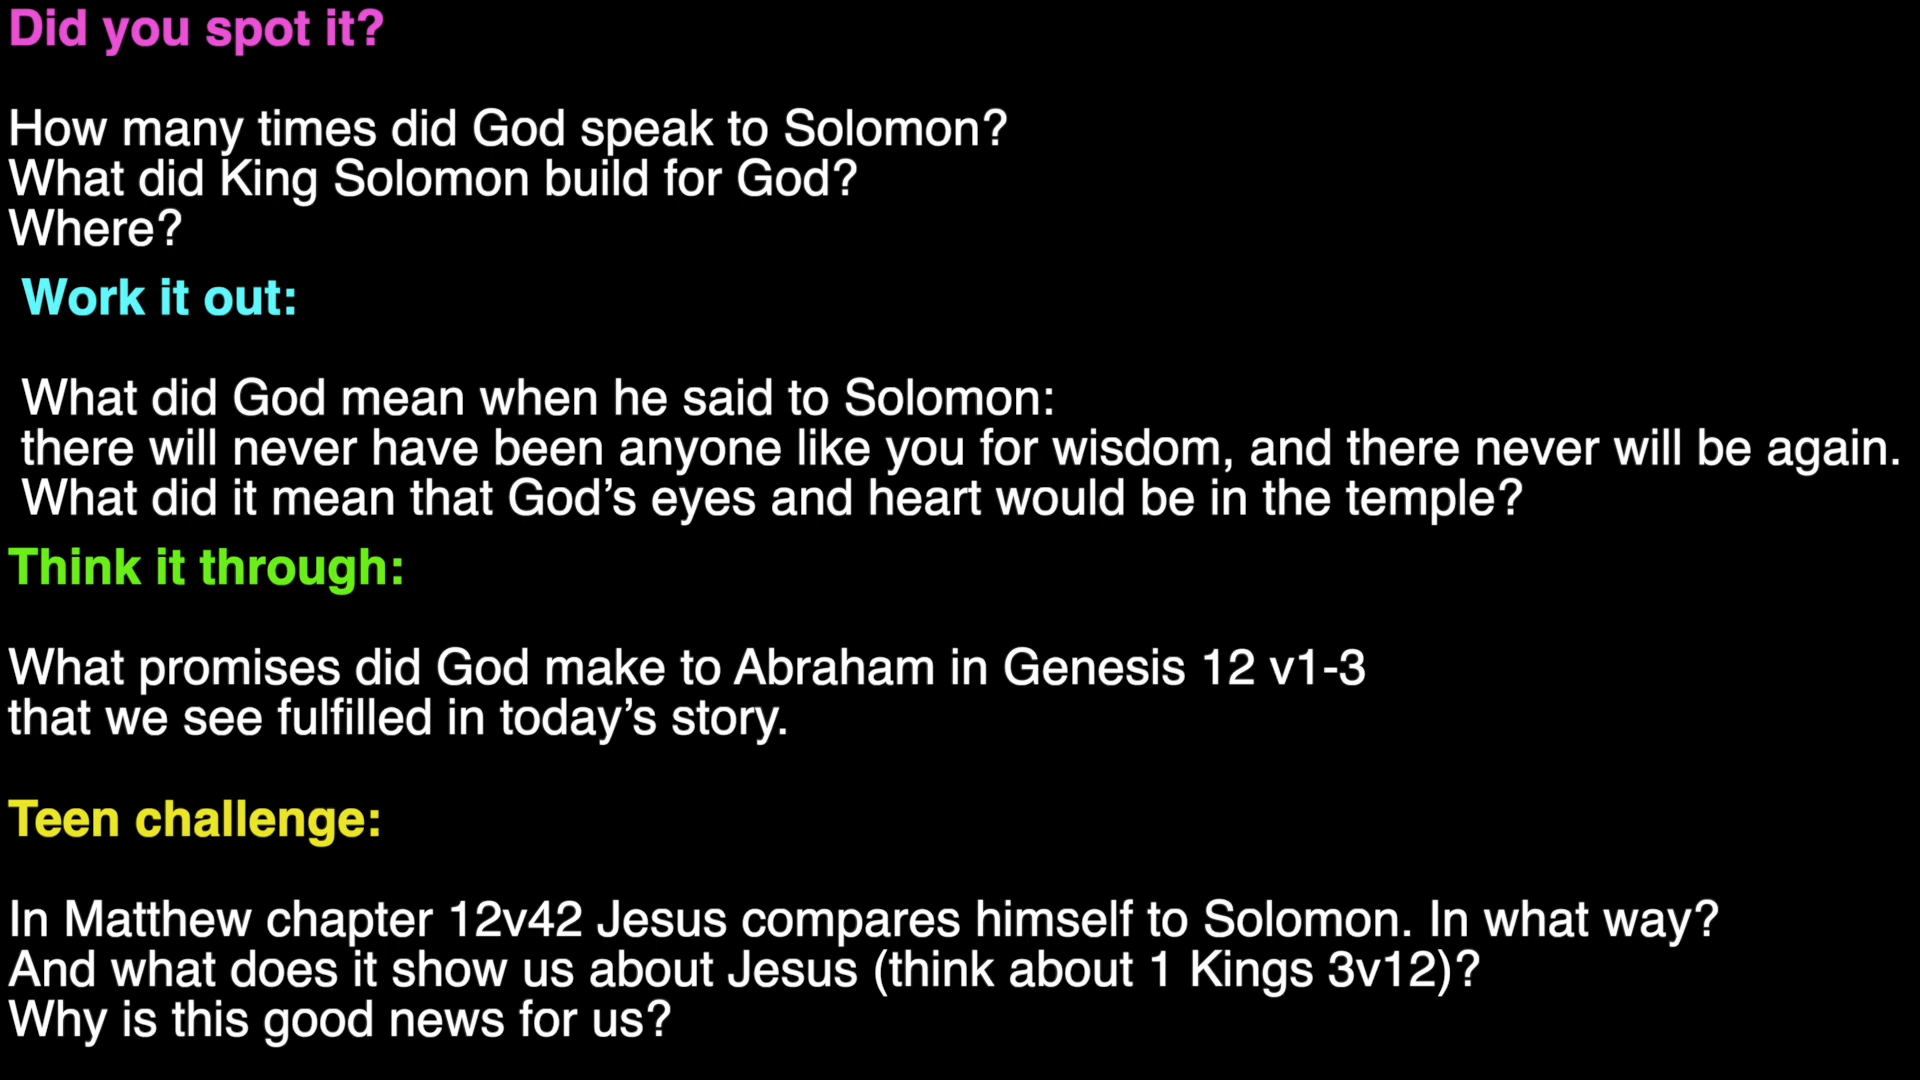 Did you spot it?
How many times did God speak to Solomon?
What did King Solomon build for God?
Where?
Work it out:
What did God mean when he said to Solomon:
there will never have been anyone like you for wisdom, and there never will be again.
What did it mean that God’s eyes and heart would be in the temple?
Think it through:
What promises did God make to Abraham in Genesis 12 v1-3
that we see fulfilled in today’s story.
Teen challenge:
In Matthew chapter 12v42 Jesus compares himself to Solomon. In what way?
And what does it show us about Jesus (think about 1 Kings 3v12)?
Why is this good news for us?